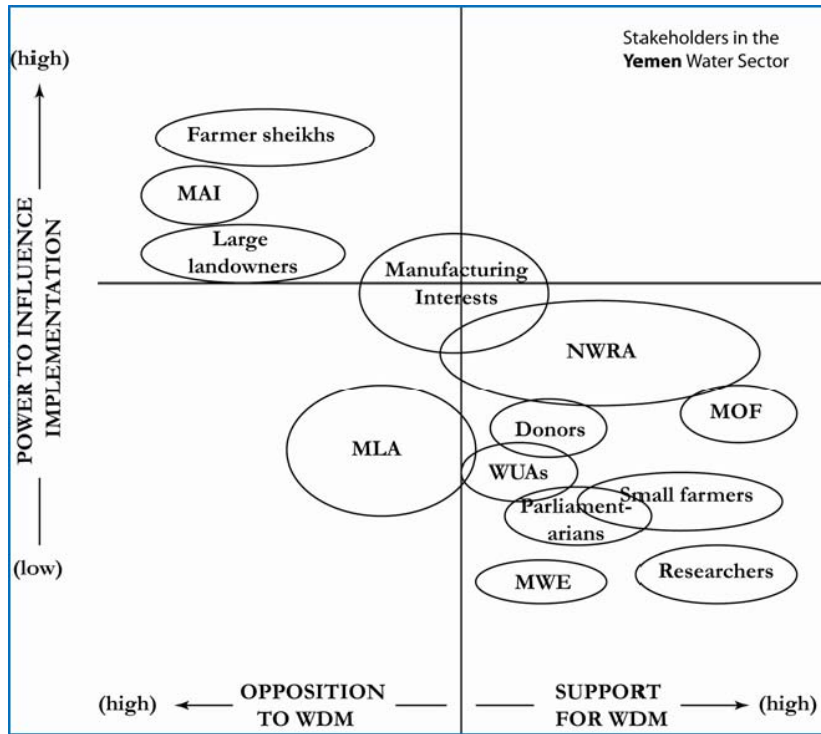 Stakeholders in the
Yemen Water Sector
(high)
POWER TO INFLUENCE
IMPLEMENTATION
(low)
Farmer sheikhs
MAI
Large
landowners
Manufacturing
Interests
NWRA
MOF
MLA
Donors
WUAs
Small farmers
Parliament-
arians
MWE
Researchers
(high)
OPPOSITION
TO WDM
SUPPORT
FOR WDM
(high)